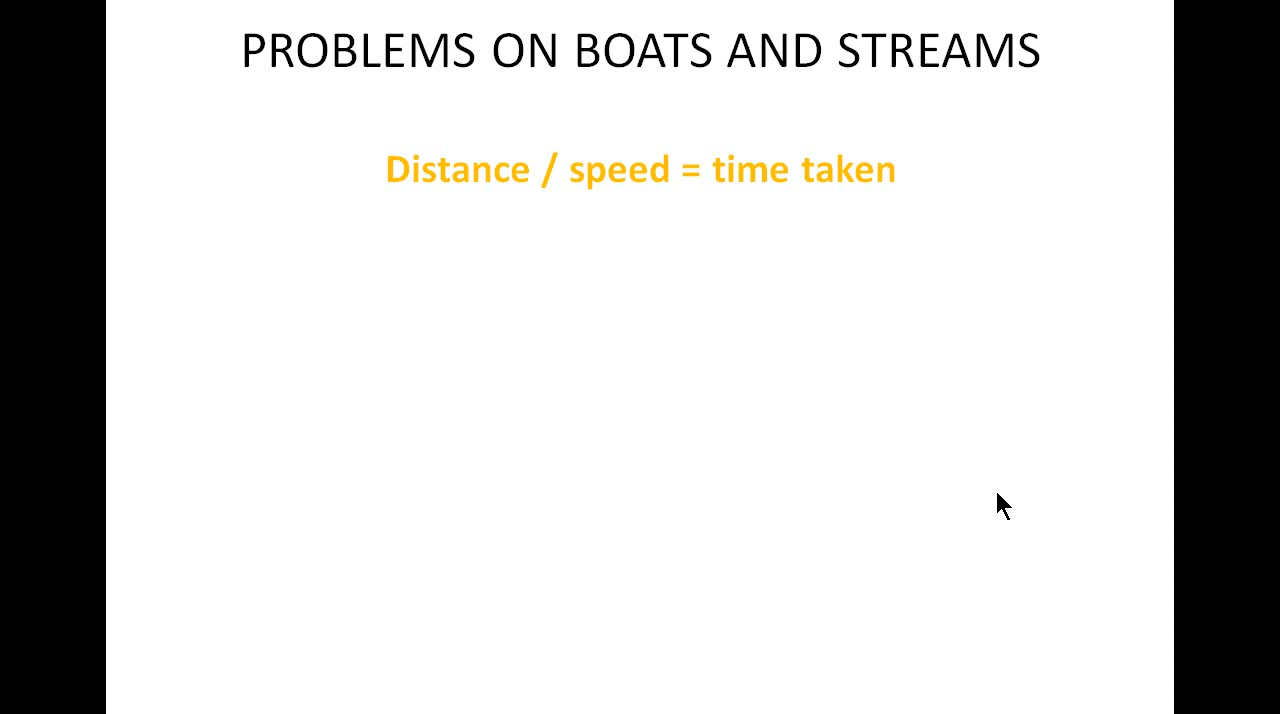 PROBLEMS ON BOATS AND STREAMS
Distance / speed = time taken